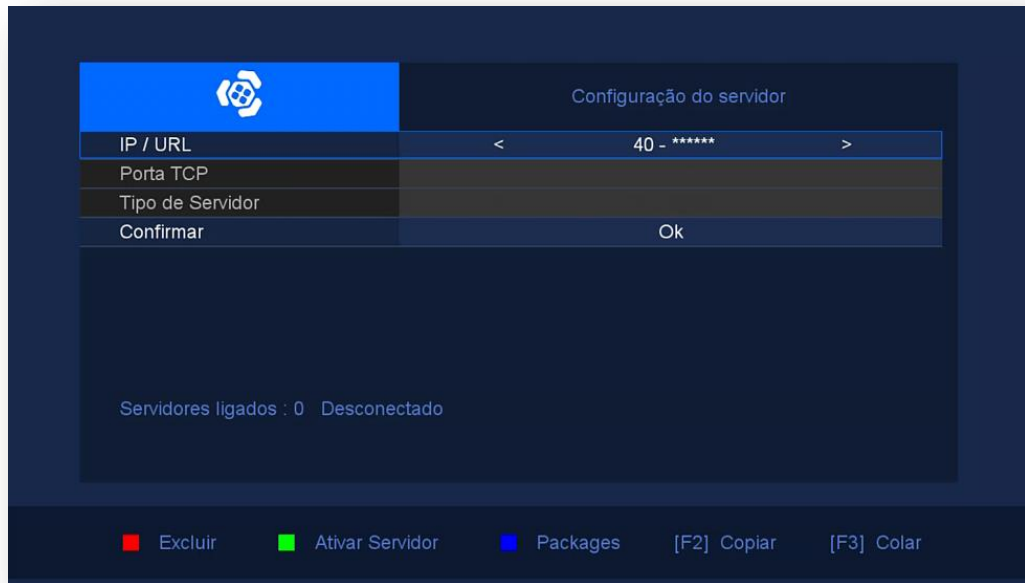 Configuração do servidor
IP / URL < 40 - ****** >
Porta TCP
Tipo de Servidor
Confirmar Ok
Servidores ligados : 0 Desconectado
Excluir Ativar Servidor Packages [F2] Copiar [F3] Colar